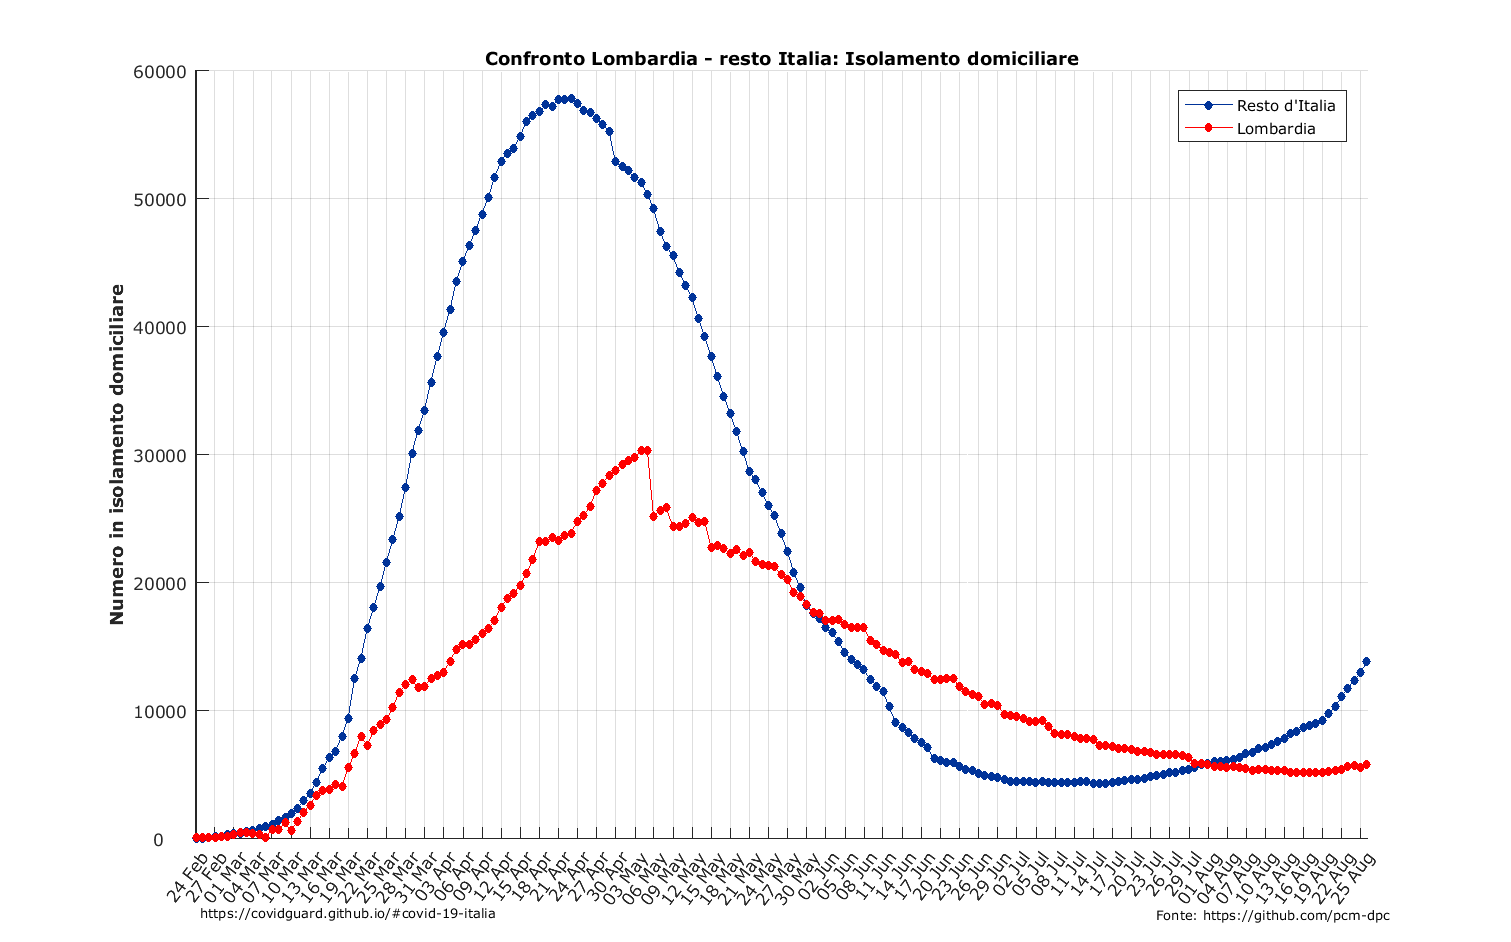 Confronto Lombardia - resto Italia: Isolamento domiciliare
60000
50000
40000
30000
20000
10000
0
Numero in isolamento domiciliare
Resto d'Italia
Lombardia
24 Feb
27 Feb
01 Mar
04 Mar
07 Mar
10 Mar
13 Mar
16 Mar
19 Mar
22 Mar
25 Mar
28 Mar
31 Mar
03 Apr
06 Apr
09 Apr
12 Apr
15 Apr
18 Apr
21 Apr
24 Apr
27 Apr
30 Apr
03 May
06 May
09 May
12 May
15 May
18 May
21 May
24 May
27 May
30 May
02 Jun
05 Jun
08 Jun
11 Jun
14 Jun
17 Jun
20 Jun
23 Jun
26 Jun
29 Jun
02 Jul
05 Jul
08 Jul
11 Jul
14 Jul
17 Jul
20 Jul
23 Jul
26 Jul
29 Jul
01 Aug
04 Aug
07 Aug
10 Aug
13 Aug
16 Aug
19 Aug
22 Aug
25 Aug
https://covidguard.github.io/#covid-19-italia
Fonte: https://github.com/pcm-dpc